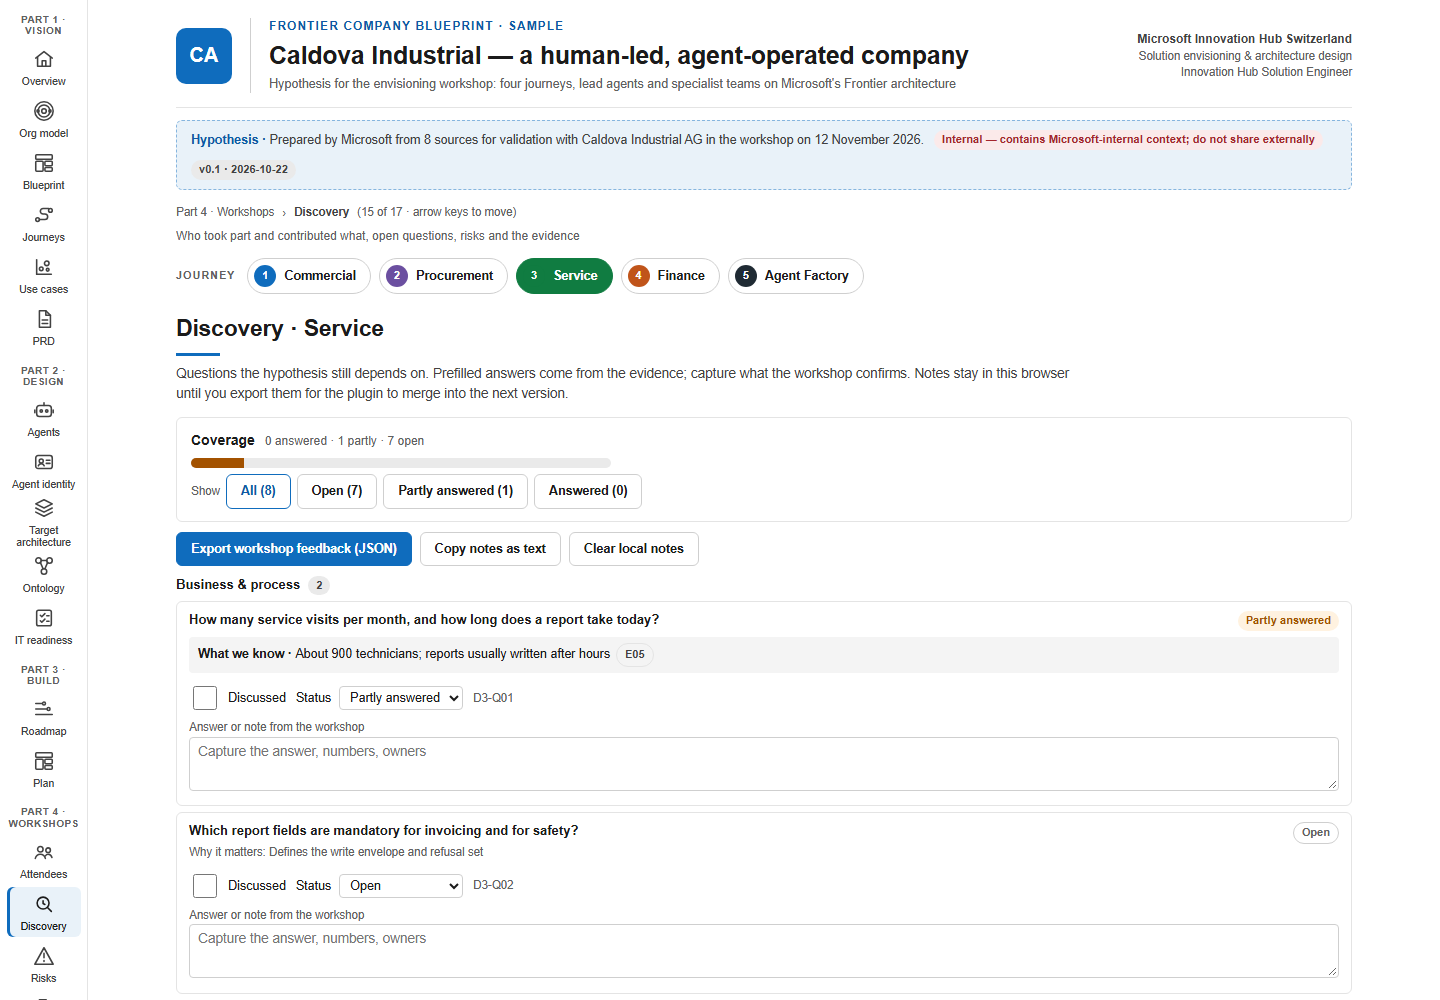 PART 1 ·
VISION
Overview
Org model
Blueprint
Journeys
Use cases
PRD
PART 2 ·
DESIGN
Agents
Agent identity
Target
architecture
Ontology
IT readiness
PART 3 ·
BUILD
Roadmap
Plan
PART 4 ·
WORKSHOPS
Attendees
Discovery
Risks
CA
FRONTIER COMPANY BLUEPRINT · SAMPLE
Caldova Industrial — a human-led, agent-operated company
Hypothesis for the envisioning workshop: four journeys, lead agents and specialist teams on Microsoft's Frontier architecture
Microsoft Innovation Hub Switzerland
Solution envisioning & architecture design
Innovation Hub Solution Engineer
Hypothesis · Prepared by Microsoft from 8 sources for validation with Caldova Industrial AG in the workshop on 12 November 2026. Internal — contains Microsoft-internal context; do not share externally
v0.1 · 2026-10-22
Part 4 · Workshops › Discovery (15 of 17 · arrow keys to move)
Who took part and contributed what, open questions, risks and the evidence
JOURNEY 1 Commercial 2 Procurement 3 Service 4 Finance 5 Agent Factory
Discovery · Service
Questions the hypothesis still depends on. Prefilled answers come from the evidence; capture what the workshop confirms. Notes stay in this browser
until you export them for the plugin to merge into the next version.
Coverage 0 answered · 1 partly · 7 open
Show All (8) Open (7) Partly answered (1) Answered (0)
Export workshop feedback (JSON) Copy notes as text Clear local notes
Business & process 2
How many service visits per month, and how long does a report take today? Partly answered
What we know · About 900 technicians; reports usually written after hours E05
Discussed Status Partly answered D3-Q01
Answer or note from the workshop
Capture the answer, numbers, owners
Which report fields are mandatory for invoicing and for safety? Open
Why it matters: Defines the write envelope and refusal set
Discussed Status Open D3-Q02
Answer or note from the workshop
Capture the answer, numbers, owners